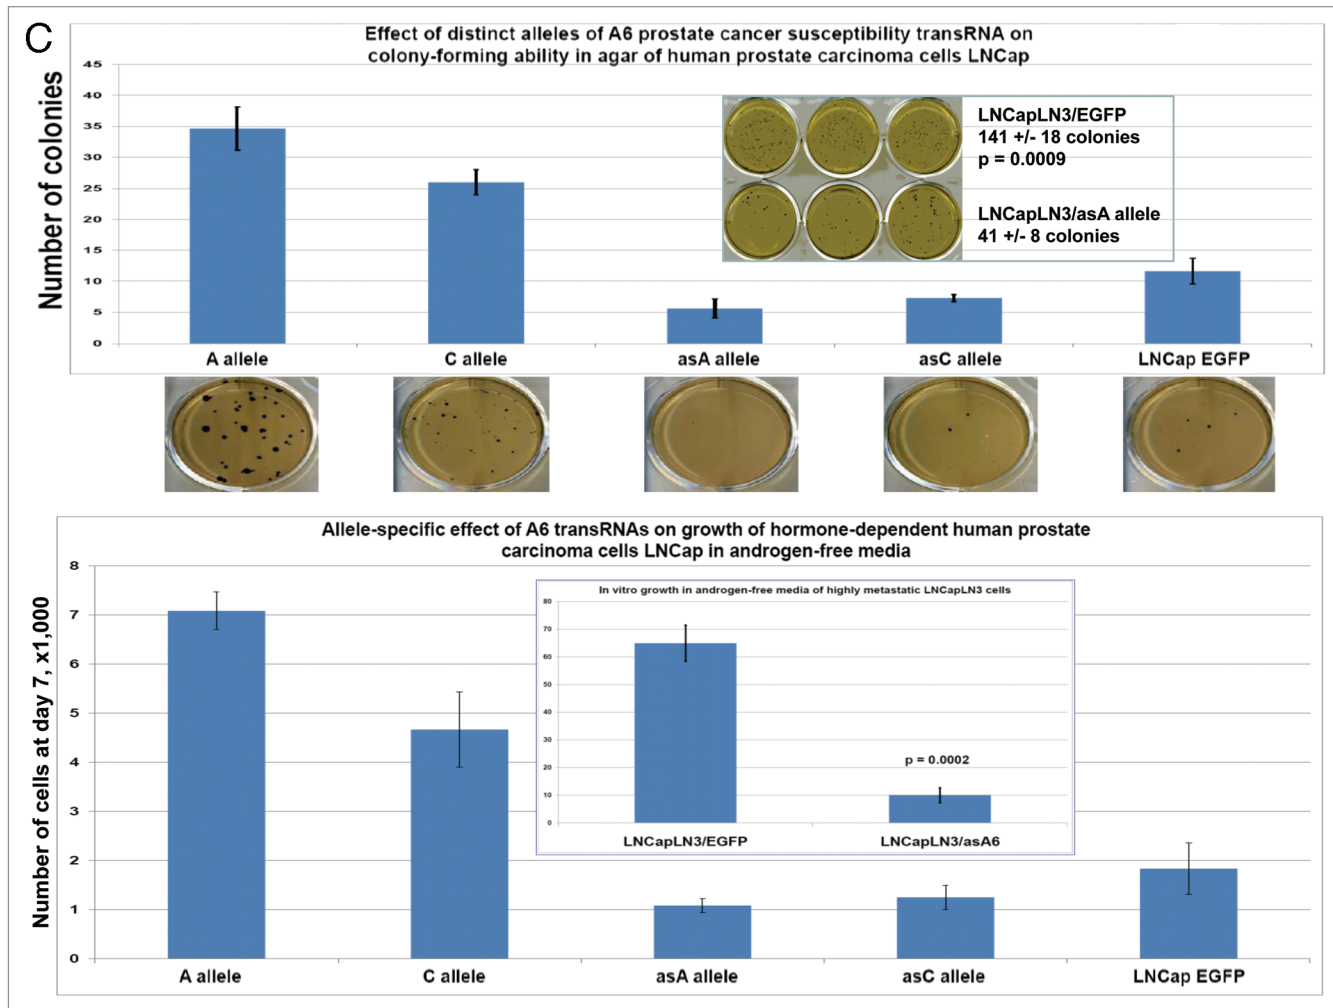 C
Effect of distinct alleles of A6 prostate cancer susceptibility transRNA on
colony-forming ability in agar of human prostate carcinoma cells LNCap
Number of colonies
45
40
35
30
25
20
15
10
5
0
LNCapLN3/EGFP
141 +/- 18 colonies
p = 0.0009
LNCapLN3/asA allele
41 +/- 8 colonies
A allele
C allele
asA allele
asC allele
LNCap EGFP
Allele-specific effect of A6 transRNAs on growth of hormone-dependent human prostate
carcinoma cells LNCap in androgen-free media
Number of cells at day 7, x1,000
8
7
6
5
4
3
2
1
0
In vitro growth in androgen-free media of highly metastatic LNCapLN3 cells
80
70
60
50
40
30
20
10
0
p = 0.0002
LNCapLN3/EGFP
LNCapLN3/asA6
A allele
C allele
asA allele
asC allele
LNCap EGFP